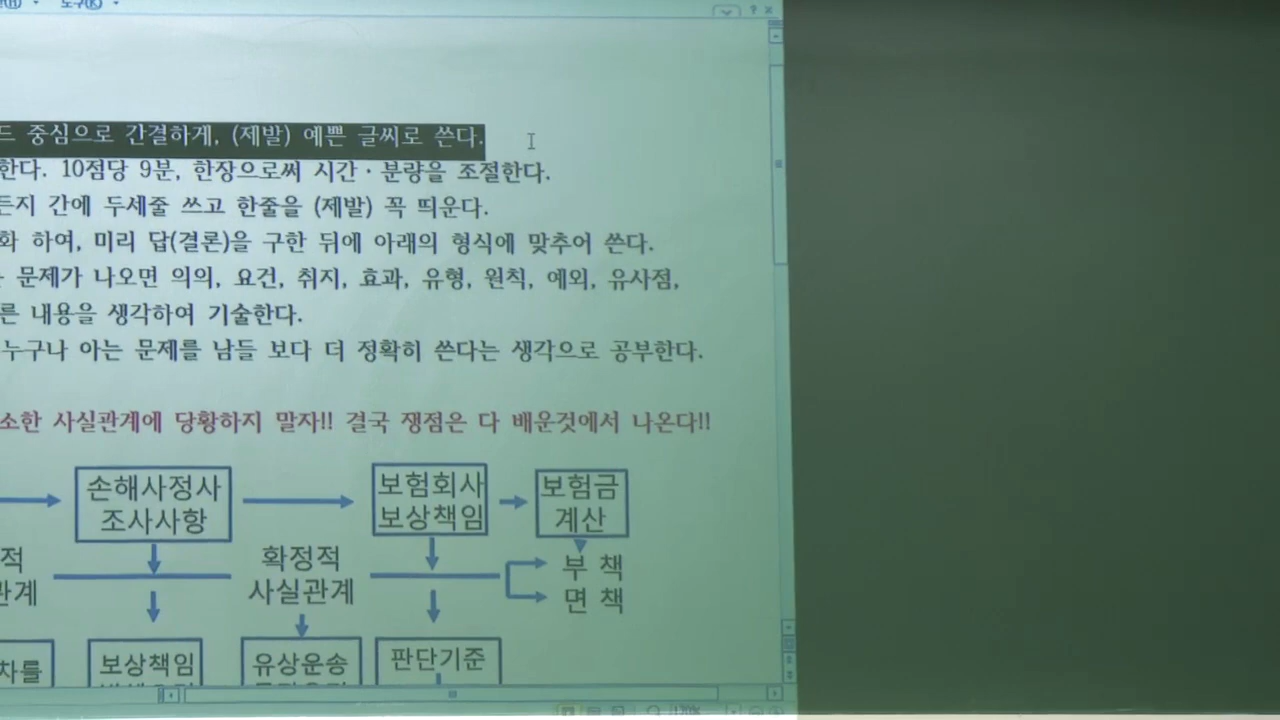 도구(K)
드 중심으로 간결하게, (제발) 예쁜 글씨로 쓴다.
한다. 10점당 9분, 한장으로써 시간·분량을 조절한다.
든지 간에 두세줄 쓰고 한줄을 (제발) 꼭 띄운다.
화 하여, 미리 답(결론)을 구한 뒤에 아래의 형식에 맞추어 쓴다.
문제가 나오면 의의, 요건, 취지, 효과, 유형, 원칙, 예외, 유사점,
른 내용을 생각하여 기술한다.
누구나 아는 문제를 남들 보다 더 정확히 쓴다는 생각으로 공부한다.
소한 사실관계에 당황하지 말자!! 결국 쟁점은 다 배운것에서 나온다!!
손해사정사
조사사항
보험회사
보상책임
보험금
계산
적
관계
확정적
사실관계
부 책
면 책
차를
보상책임
유상운송
판단기준